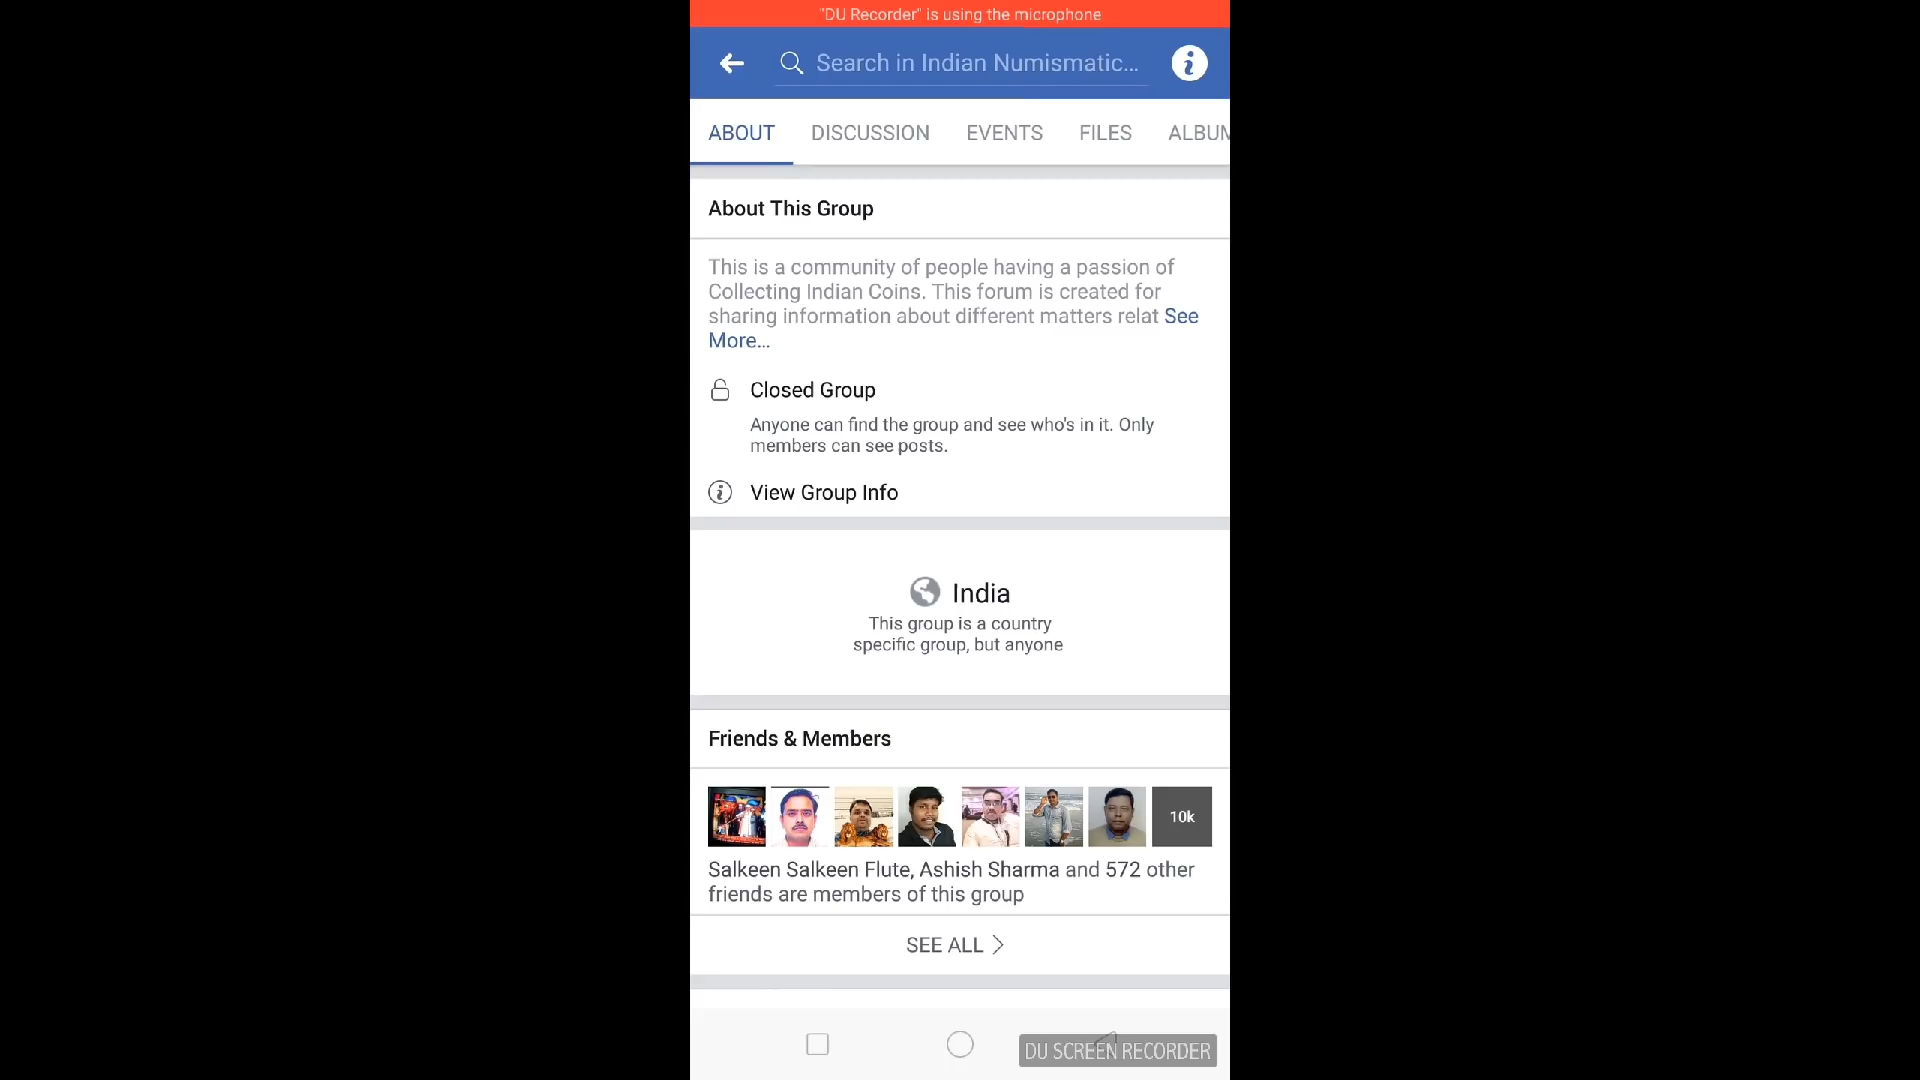 "DU Recorder" is using the microphone
Search in Indian Numismatic...
ABOUT DISCUSSION EVENTS FILES ALBUM
About This Group
This is a community of people having a passion of
Collecting Indian Coins. This forum is created for
sharing information about different matters relat See
More...
Closed Group
Anyone can find the group and see who's in it. Only
members can see posts.
View Group Info
India
This group is a country
specific group, but anyone
Friends & Members
10k
Salkeen Salkeen Flute, Ashish Sharma and 572 other
friends are members of this group
SEE ALL
DU SCREEN RECORDER